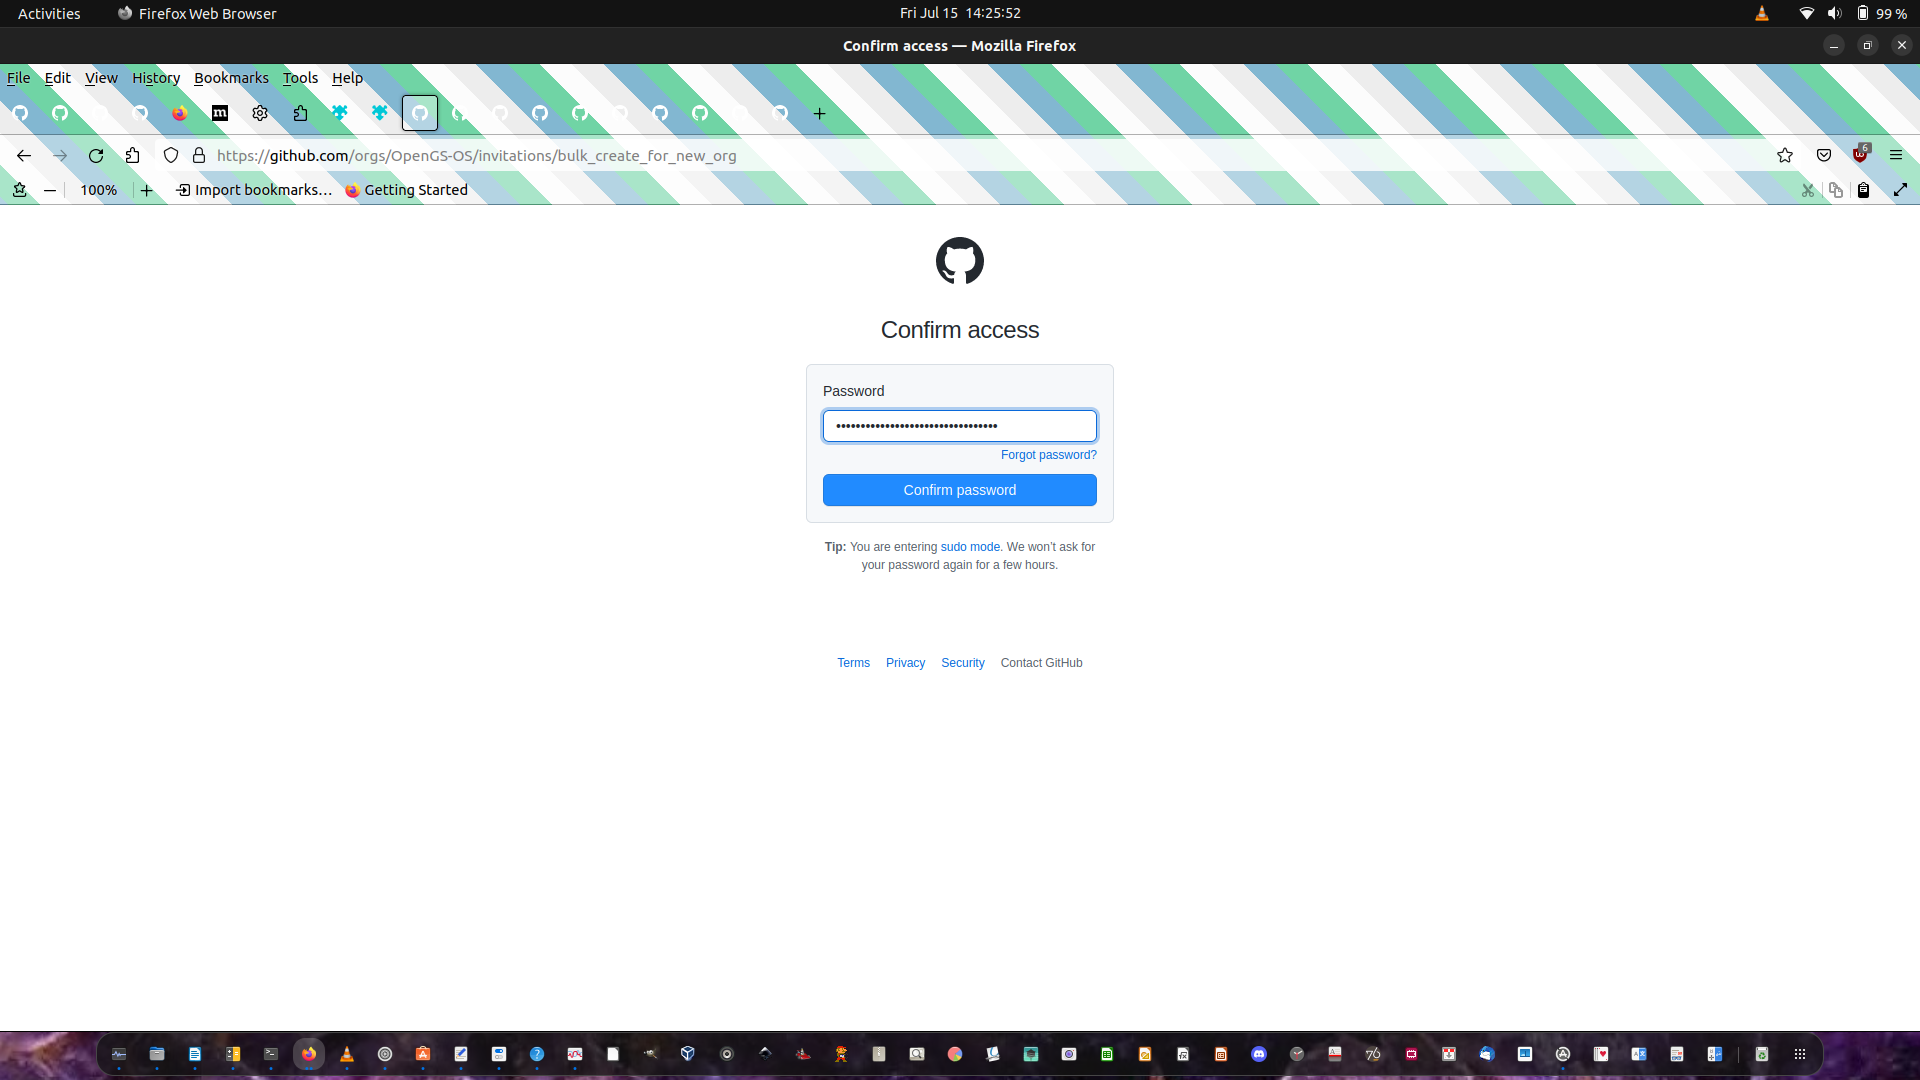 Activities Firefox Web Browser Fri Jul 15 14:25:52 99 %
Confirm access — Mozilla Firefox
File Edit View History Bookmarks Tools Help
https://github.com/orgs/OpenGS-OS/invitations/bulk_create_for_new_org 6
100% Import bookmarks… Getting Started
Confirm access
Password
••••••••••••••••••••••••••••••••
Forgot password?
Confirm password
Tip: You are entering sudo mode. We won't ask for
your password again for a few hours.
Terms Privacy Security Contact GitHub